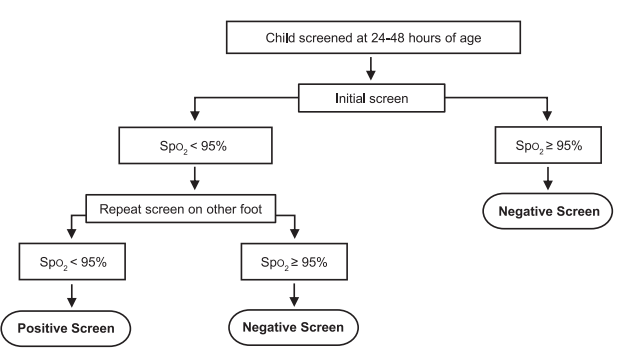 Child screened at 24-48 hours of age
Initial screen
SpO₂ < 95%
SpO₂ ≥ 95%
Repeat screen on other foot
Negative Screen
SpO₂ < 95%
SpO₂ ≥ 95%
Positive Screen
Negative Screen